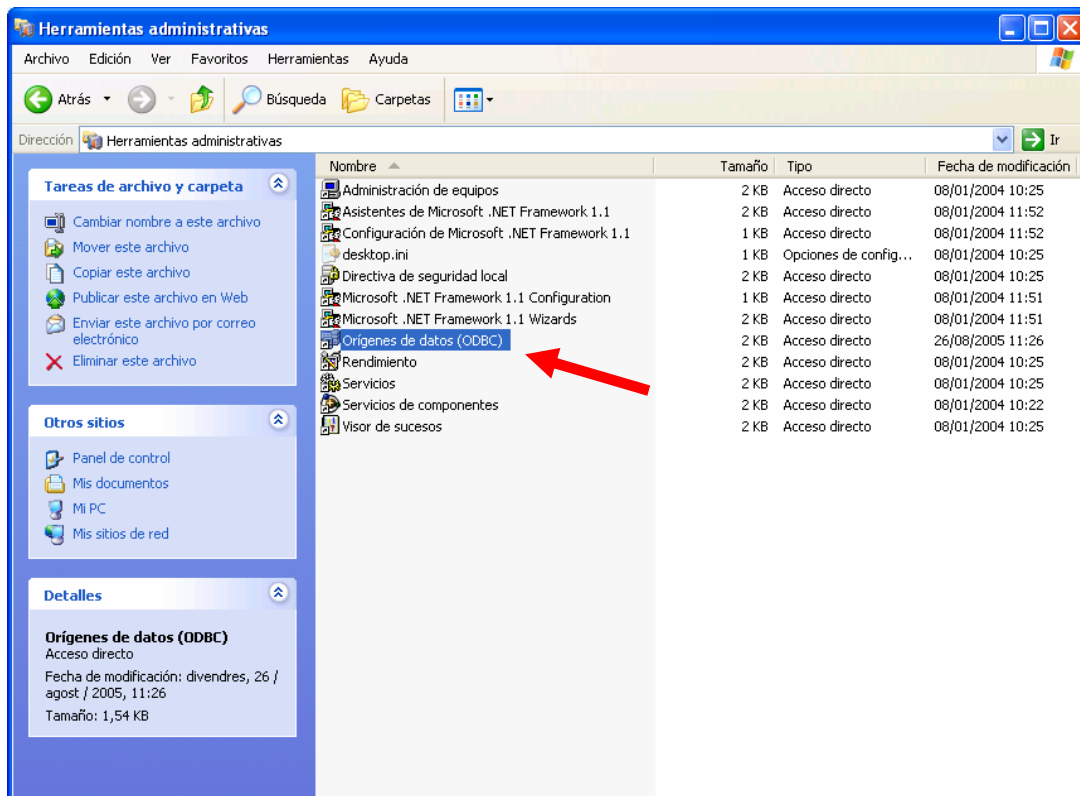 Herramientas administrativas
Archivo Edición Ver Favoritos Herramientas Ayuda
Atrás Búsqueda Carpetas
Dirección Herramientas administrativas Ir
Tareas de archivo y carpeta
Cambiar nombre a este archivo
Mover este archivo
Copiar este archivo
Publicar este archivo en Web
Enviar este archivo por correo
electrónico
Eliminar este archivo
Otros sitios
Panel de control
Mis documentos
Mi PC
Mis sitios de red
Detalles
Orígenes de datos (ODBC)
Acceso directo
Fecha de modificación: divendres, 26 /
agost / 2005, 11:26
Tamaño: 1,54 KB
Nombre Tamaño Tipo Fecha de modificación
Administración de equipos 2 KB Acceso directo 08/01/2004 10:25
Asistentes de Microsoft .NET Framework 1.1 2 KB Acceso directo 08/01/2004 11:52
Configuración de Microsoft .NET Framework 1.1 1 KB Acceso directo 08/01/2004 11:52
desktop.ini 1 KB Opciones de config... 08/01/2004 10:25
Directiva de seguridad local 2 KB Acceso directo 08/01/2004 10:25
Microsoft .NET Framework 1.1 Configuration 1 KB Acceso directo 08/01/2004 11:51
Microsoft .NET Framework 1.1 Wizards 2 KB Acceso directo 08/01/2004 11:51
Orígenes de datos (ODBC) 2 KB Acceso directo 26/08/2005 11:26
Rendimiento 2 KB Acceso directo 08/01/2004 10:25
Servicios 2 KB Acceso directo 08/01/2004 10:25
Servicios de componentes 2 KB Acceso directo 08/01/2004 10:22
Visor de sucesos 2 KB Acceso directo 08/01/2004 10:25